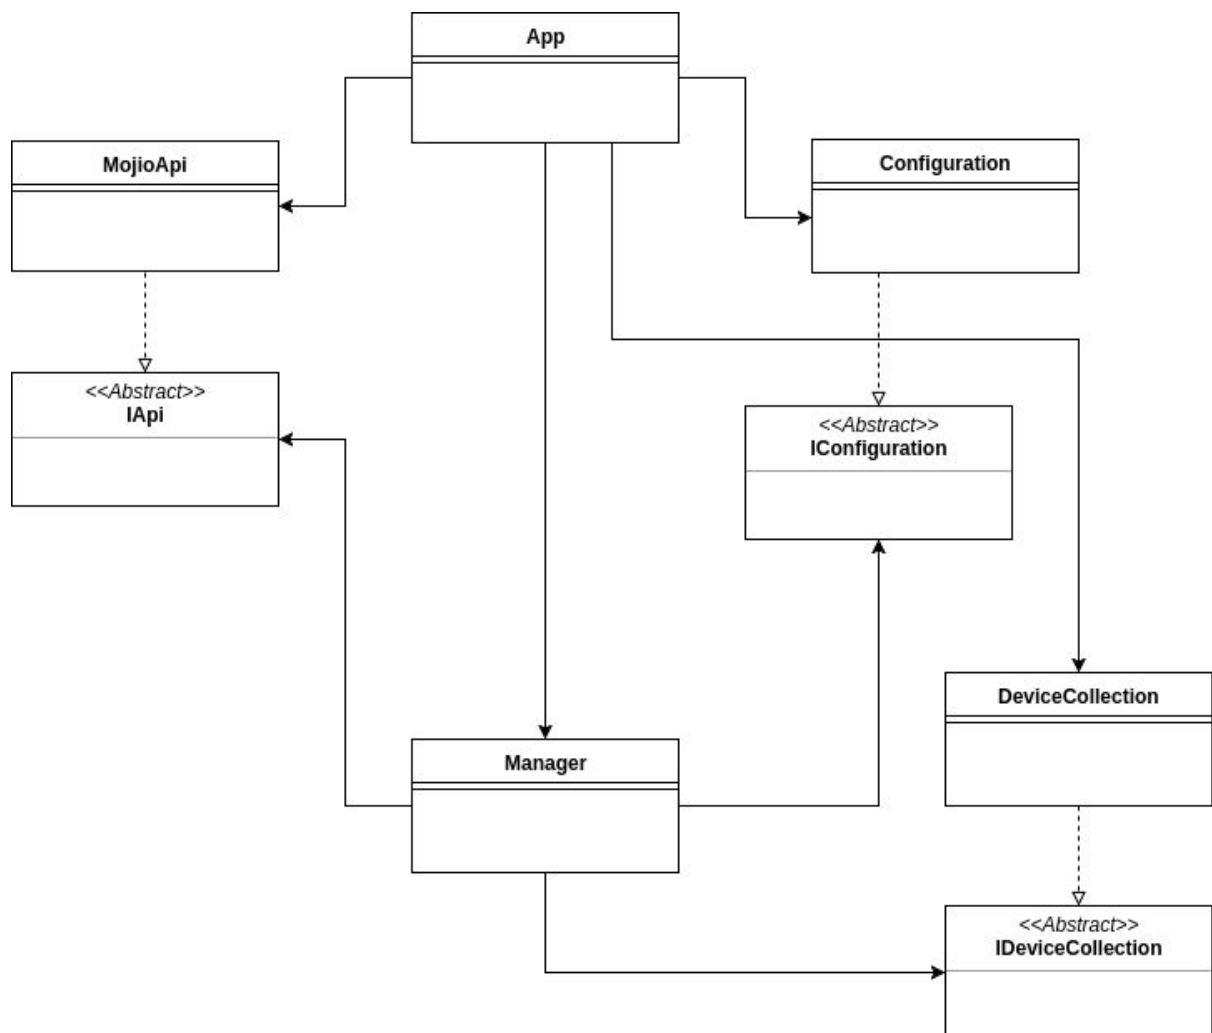 App
MojioApi
Configuration
<<Abstract>>
IApi
<<Abstract>>
IConfiguration
DeviceCollection
Manager
<<Abstract>>
IDeviceCollection